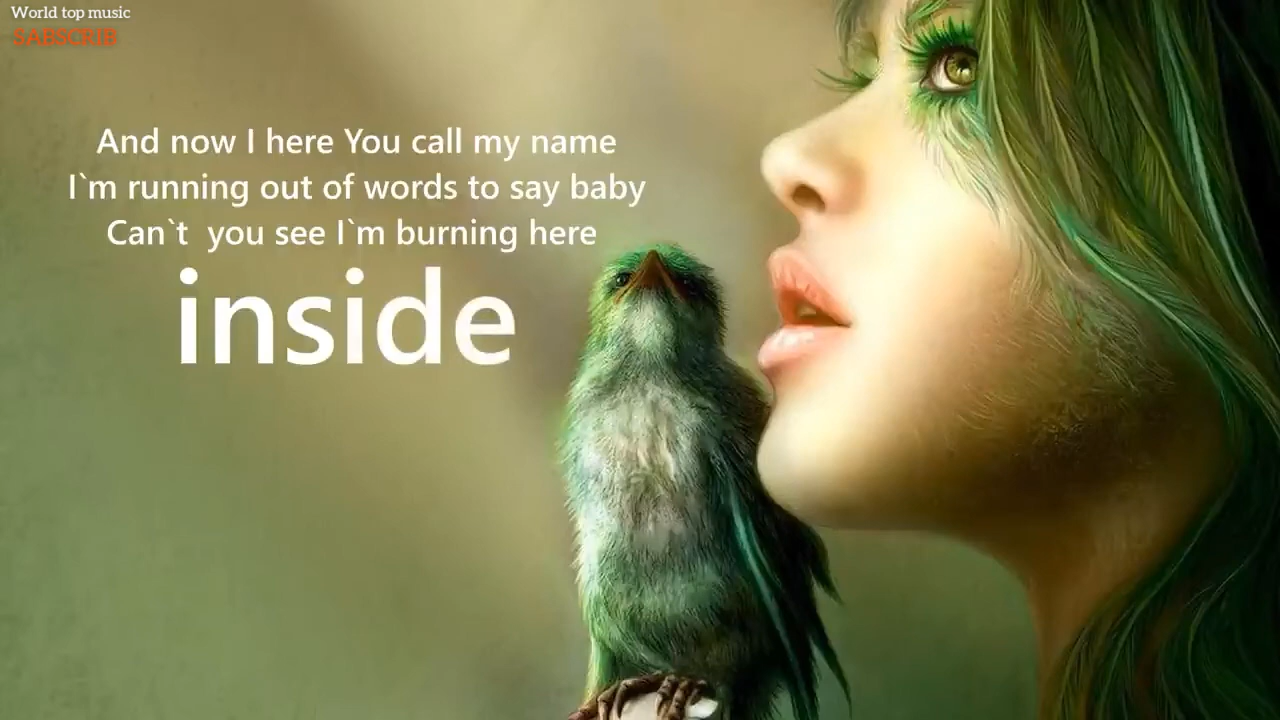 World top music
SABSCRIB
And now I here You call my name
I`m running out of words to say baby
Can`t  you see I`m burning here
inside